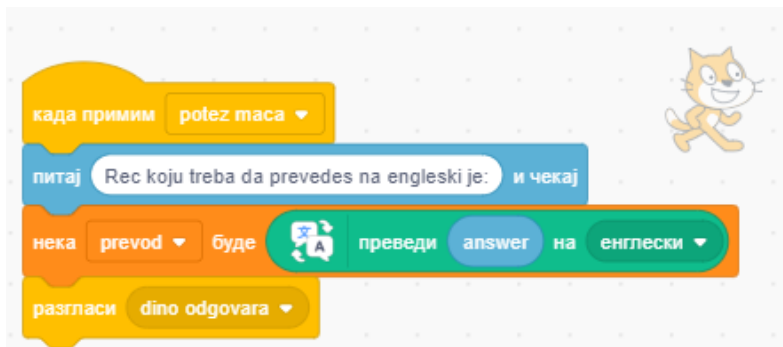 када примим potez maca
питај Rec koju treba da prevedes na engleski je: и чекај
нека prevod буде 文 A преведи answer на енглески
разгласи dino odgovara